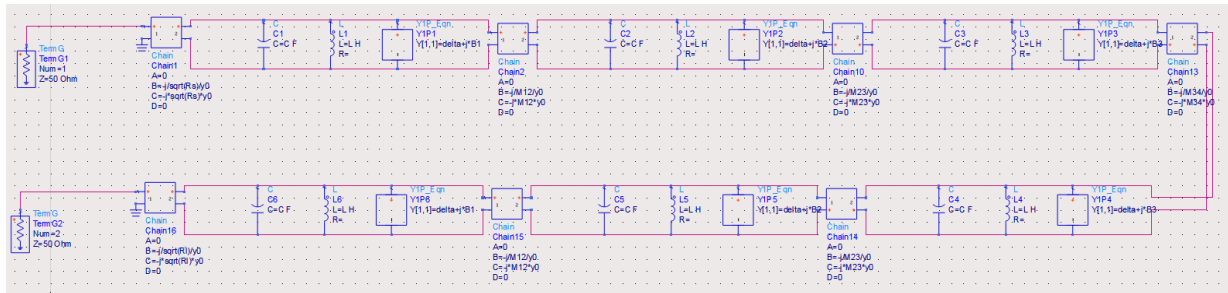 Term G
Term G1
Num=1
Z=50 Ohm
Chain
Chain1
A=0
B=-j/sqrt(Rs)/y0
C=-j*sqrt(Rs)*y0
D=0
C
C1
C=C F
L
L1
L=L H
R=
Y1P_Eqn
Y1P1
Y[1,1]=delta+j*B1
Chain
Chain2
A=0
B=-j/M12/y0
C=-j*M12*y0
D=0
C
C2
C=C F
L
L2
L=L H
R=
Y1P_Eqn
Y1P2
Y[1,1]=delta+j*B2
Chain
Chain10
A=0
B=-j/M23/y0
C=-j*M23*y0
D=0
C
C3
C=C F
L
L3
L=L H
R=
Y1P_Eqn
Y1P3
Y[1,1]=delta+j*B3
Chain
Chain13
A=0
B=-j/M34/y0
C=-j*M34*y0
D=0
Term G
Term G2
Num=2
Z=50 Ohm
Chain
Chain16
A=0
B=-j/sqrt(Rl)/y0
C=-j*sqrt(Rl)*y0
D=0
C
C6
C=C F
L
L6
L=L H
R=
Y1P_Eqn
Y1P6
Y[1,1]=delta+j*B1
Chain
Chain15
A=0
B=-j/M12/y0
C=-j*M12*y0
D=0
C
C5
C=C F
L
L5
L=L H
R=
Y1P_Eqn
Y1P5
Y[1,1]=delta+j*B2
Chain
Chain14
A=0
B=-j/M23/y0
C=-j*M23*y0
D=0
C
C4
C=C F
L
L4
L=L H
R=
Y1P_Eqn
Y1P4
Y[1,1]=delta+j*B3